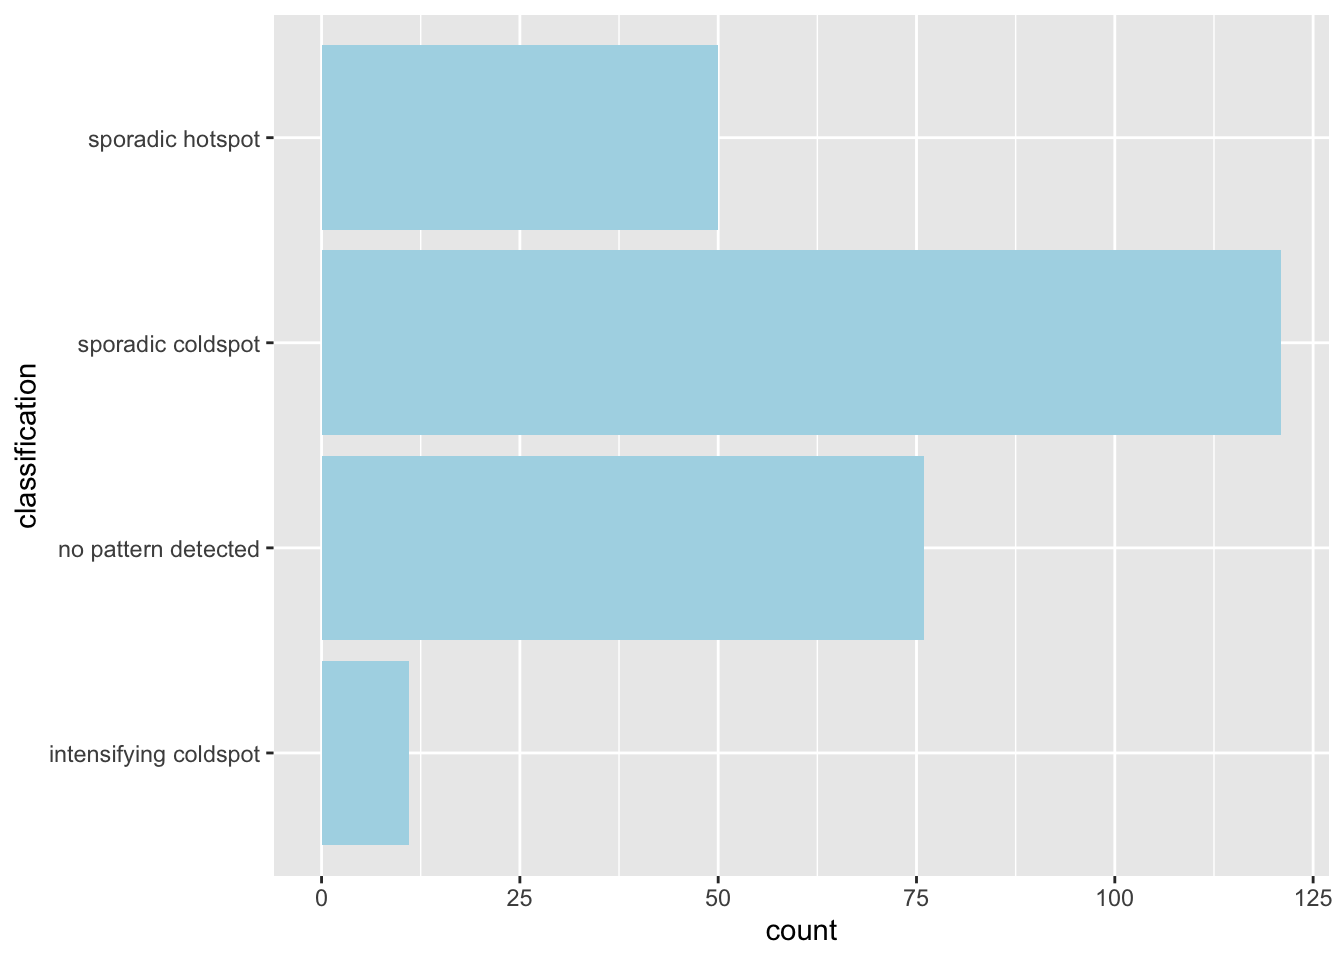 classification
sporadic hotspot
sporadic coldspot
no pattern detected
intensifying coldspot
0 25 50 75 100 125
count